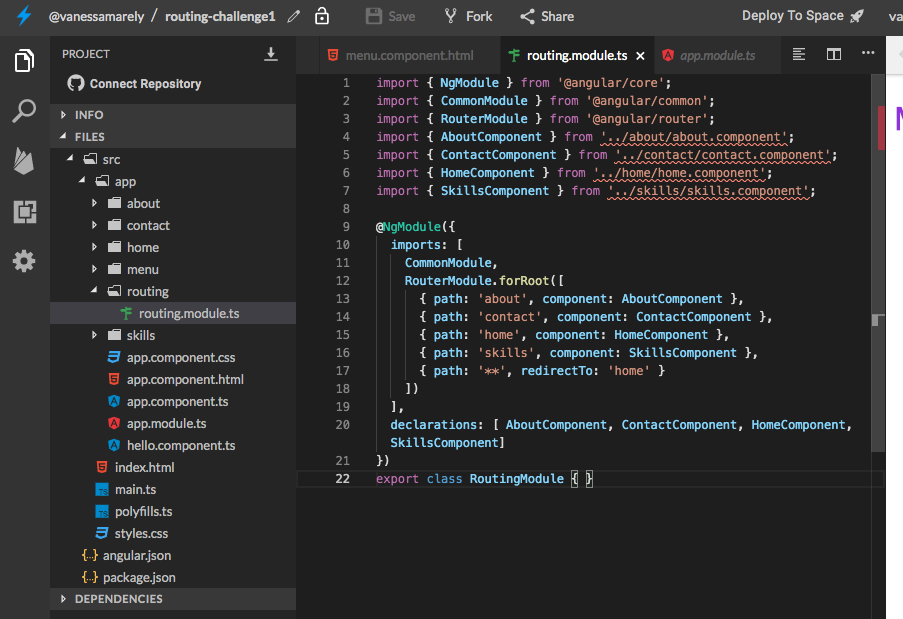 @vanessamarely / routing-challenge1 Save Fork Share Deploy To Space va
PROJECT
Connect Repository
INFO
FILES
src
app
about
contact
home
menu
routing
routing.module.ts
skills
app.component.css
app.component.html
app.component.ts
app.module.ts
hello.component.ts
index.html
main.ts
polyfills.ts
styles.css
{..} angular.json
{..} package.json
DEPENDENCIES
menu.component.html routing.module.ts × app.module.ts
1 import { NgModule } from '@angular/core';
2 import { CommonModule } from '@angular/common';
3 import { RouterModule } from '@angular/router';
4 import { AboutComponent } from '../about/about.component';
5 import { ContactComponent } from '../contact/contact.component';
6 import { HomeComponent } from '../home/home.component';
7 import { SkillsComponent } from '../skills/skills.component';
8
9 @NgModule({
10 imports: [
11 CommonModule,
12 RouterModule.forRoot([
13 { path: 'about', component: AboutComponent },
14 { path: 'contact', component: ContactComponent },
15 { path: 'home', component: HomeComponent },
16 { path: 'skills', component: SkillsComponent },
17 { path: '**', redirectTo: 'home' }
18 ])
19 ],
20 declarations: [ AboutComponent, ContactComponent, HomeComponent,
SkillsComponent]
21 })
22 export class RoutingModule { }